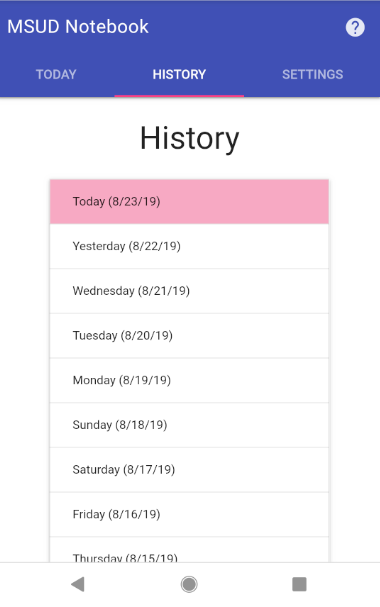 MSUD Notebook
?
TODAY HISTORY SETTINGS
History
Today (8/23/19)
Yesterday (8/22/19)
Wednesday (8/21/19)
Tuesday (8/20/19)
Monday (8/19/19)
Sunday (8/18/19)
Saturday (8/17/19)
Friday (8/16/19)
Thursday (8/15/19)